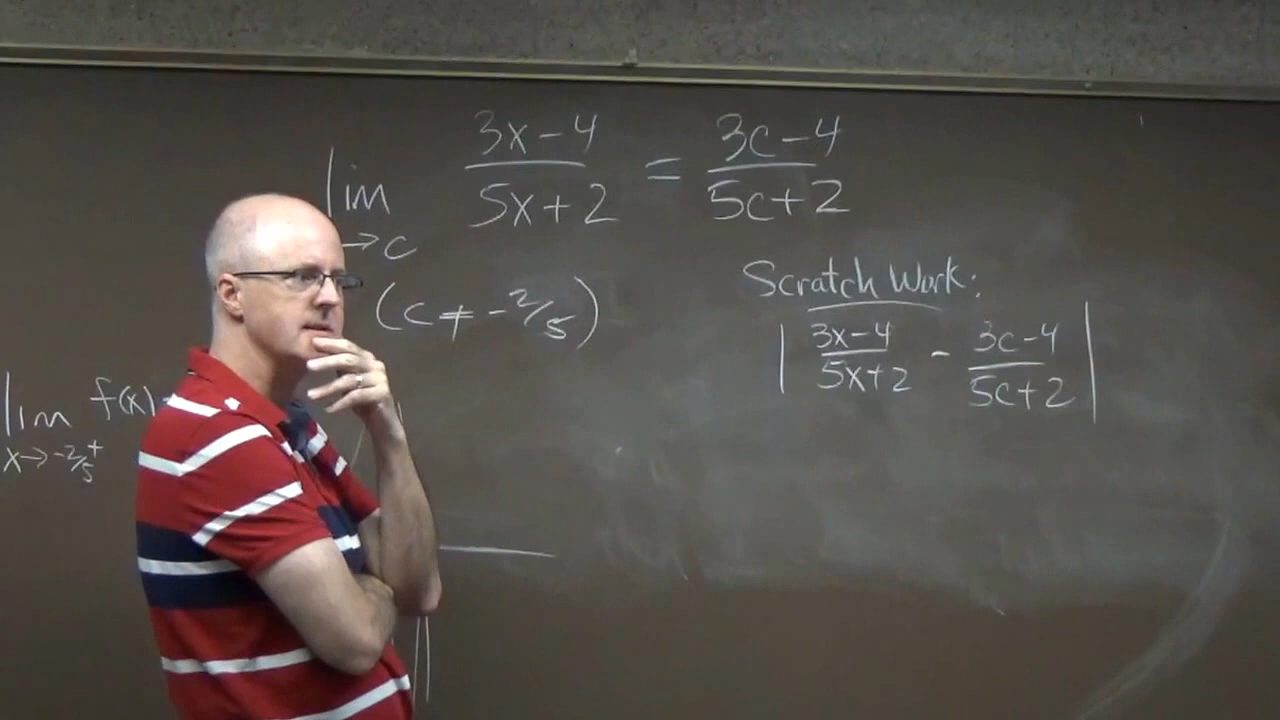 lim 3x-4/5x+2 = 3c-4/5c+2
→c
(c ≠ -2/5)
Scratch Work:
| 3x-4/5x+2 - 3c-4/5c+2 |
lim f(x)
x→-2/5⁺